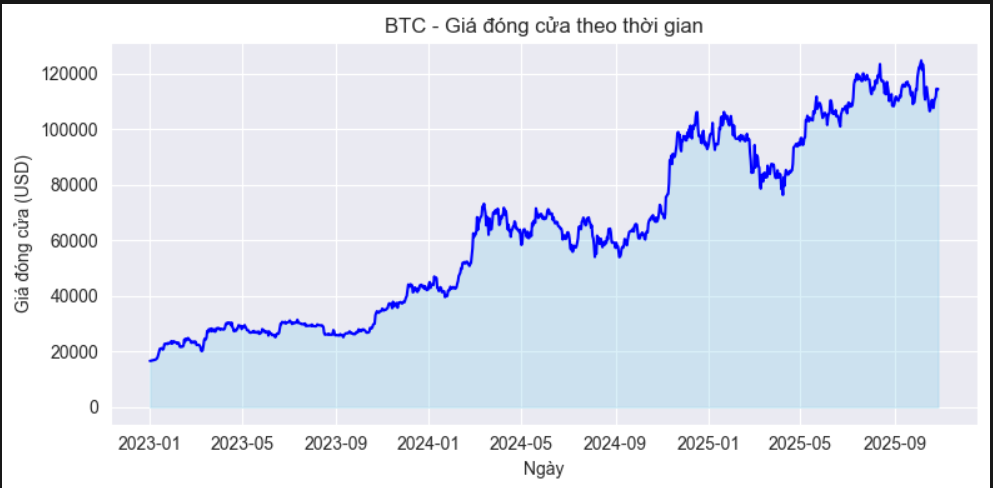 BTC - Giá đóng cửa theo thời gian
Giá đóng cửa (USD)
120000
100000
80000
60000
40000
20000
0
2023-01 2023-05 2023-09 2024-01 2024-05 2024-09 2025-01 2025-05 2025-09
Ngày